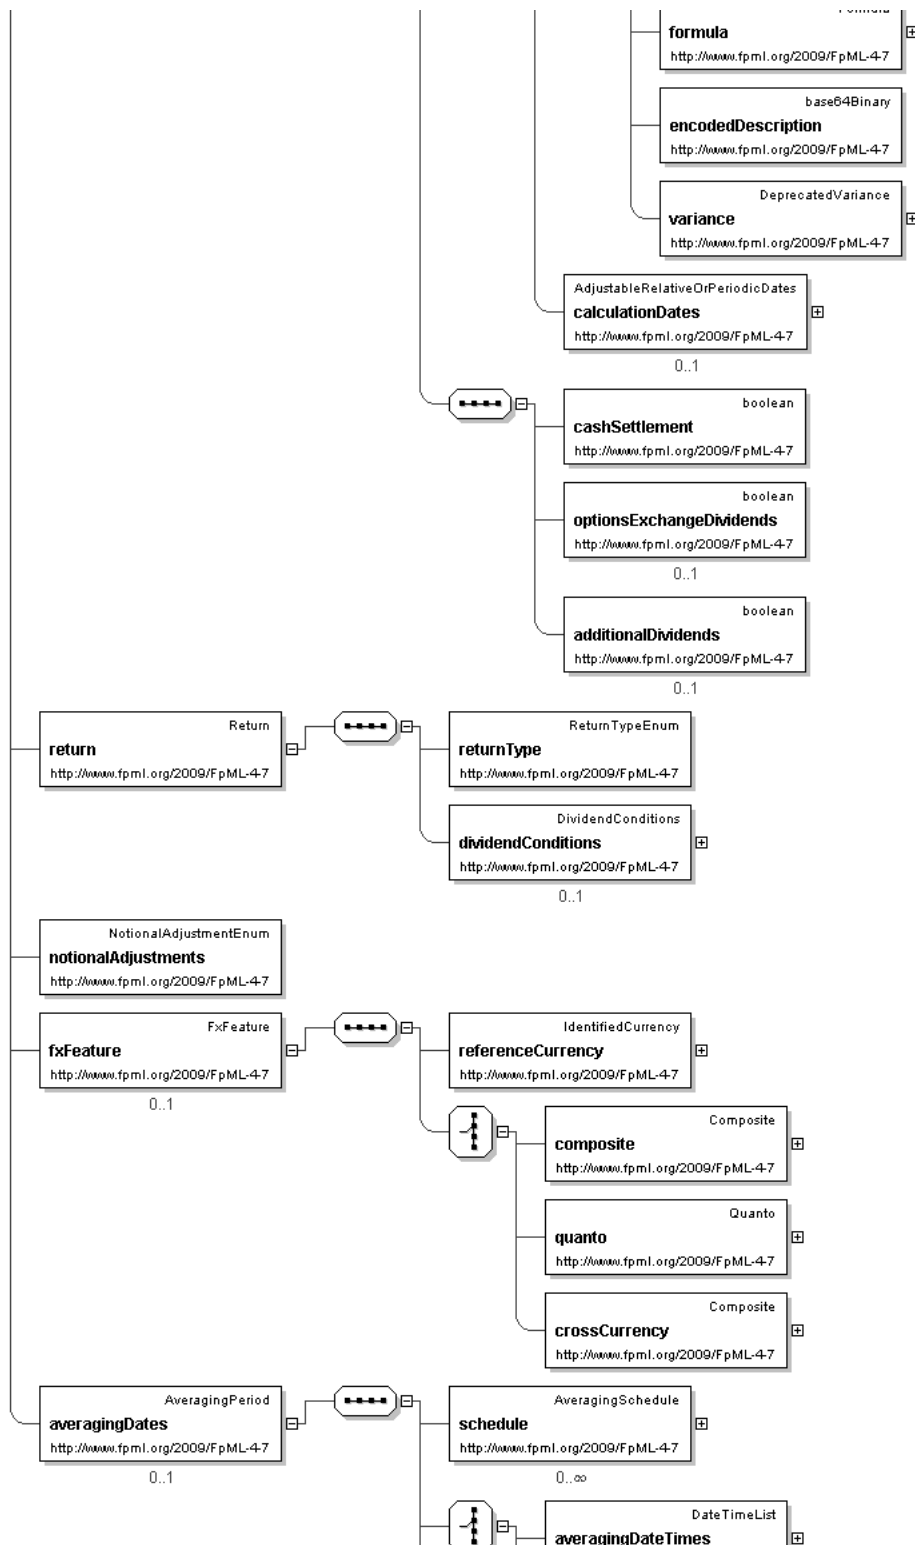 Formula
formula
http://www.fpml.org/2009/FpML-4-7
base64Binary
encodedDescription
http://www.fpml.org/2009/FpML-4-7
DeprecatedVariance
variance
http://www.fpml.org/2009/FpML-4-7
AdjustableRelativeOrPeriodicDates
calculationDates
http://www.fpml.org/2009/FpML-4-7
0..1
boolean
cashSettlement
http://www.fpml.org/2009/FpML-4-7
boolean
optionsExchangeDividends
http://www.fpml.org/2009/FpML-4-7
0..1
boolean
additionalDividends
http://www.fpml.org/2009/FpML-4-7
0..1
Return
return
http://www.fpml.org/2009/FpML-4-7
ReturnTypeEnum
returnType
http://www.fpml.org/2009/FpML-4-7
DividendConditions
dividendConditions
http://www.fpml.org/2009/FpML-4-7
0..1
NotionalAdjustmentEnum
notionalAdjustments
http://www.fpml.org/2009/FpML-4-7
FxFeature
fxFeature
http://www.fpml.org/2009/FpML-4-7
0..1
IdentifiedCurrency
referenceCurrency
http://www.fpml.org/2009/FpML-4-7
Composite
composite
http://www.fpml.org/2009/FpML-4-7
Quanto
quanto
http://www.fpml.org/2009/FpML-4-7
Composite
crossCurrency
http://www.fpml.org/2009/FpML-4-7
AveragingPeriod
averagingDates
http://www.fpml.org/2009/FpML-4-7
0..1
AveragingSchedule
schedule
http://www.fpml.org/2009/FpML-4-7
0..∞
DateTimeList
averagingDateTimes